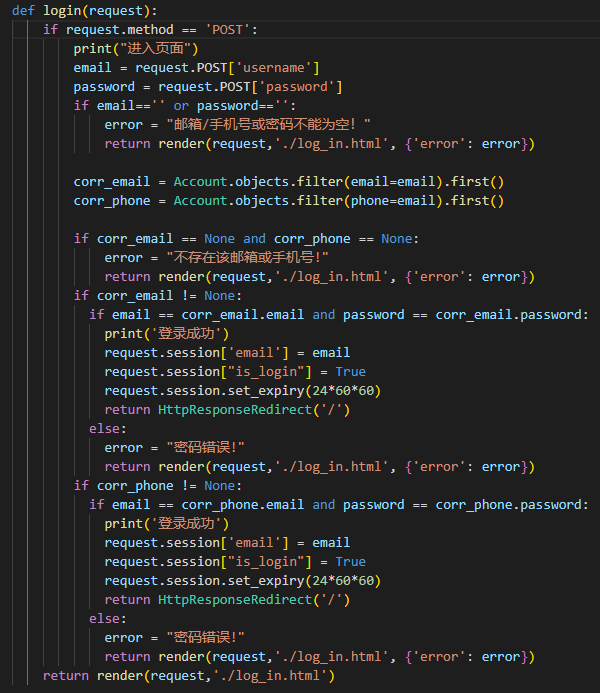 def login(request):
    if request.method == 'POST':
        print("进入页面")
        email = request.POST['username']
        password = request.POST['password']
        if email=='' or password=='':
            error = "邮箱/手机号或密码不能为空! "
            return render(request,'./log_in.html', {'error': error})

        corr_email = Account.objects.filter(email=email).first()
        corr_phone = Account.objects.filter(phone=email).first()

        if corr_email == None and corr_phone == None:
            error = "不存在该邮箱或手机号!"
            return render(request,'./log_in.html', {'error': error})
        if corr_email != None:
          if email == corr_email.email and password == corr_email.password:
            print('登录成功')
            request.session['email'] = email
            request.session["is_login"] = True
            request.session.set_expiry(24*60*60)
            return HttpResponseRedirect('/')
          else:
            error = "密码错误!"
            return render(request,'./log_in.html', {'error': error})
        if corr_phone != None:
          if email == corr_phone.email and password == corr_phone.password:
            print('登录成功')
            request.session['email'] = email
            request.session["is_login"] = True
            request.session.set_expiry(24*60*60)
            return HttpResponseRedirect('/')
          else:
            error = "密码错误!"
            return render(request,'./log_in.html', {'error': error})
    return render(request,'./log_in.html')